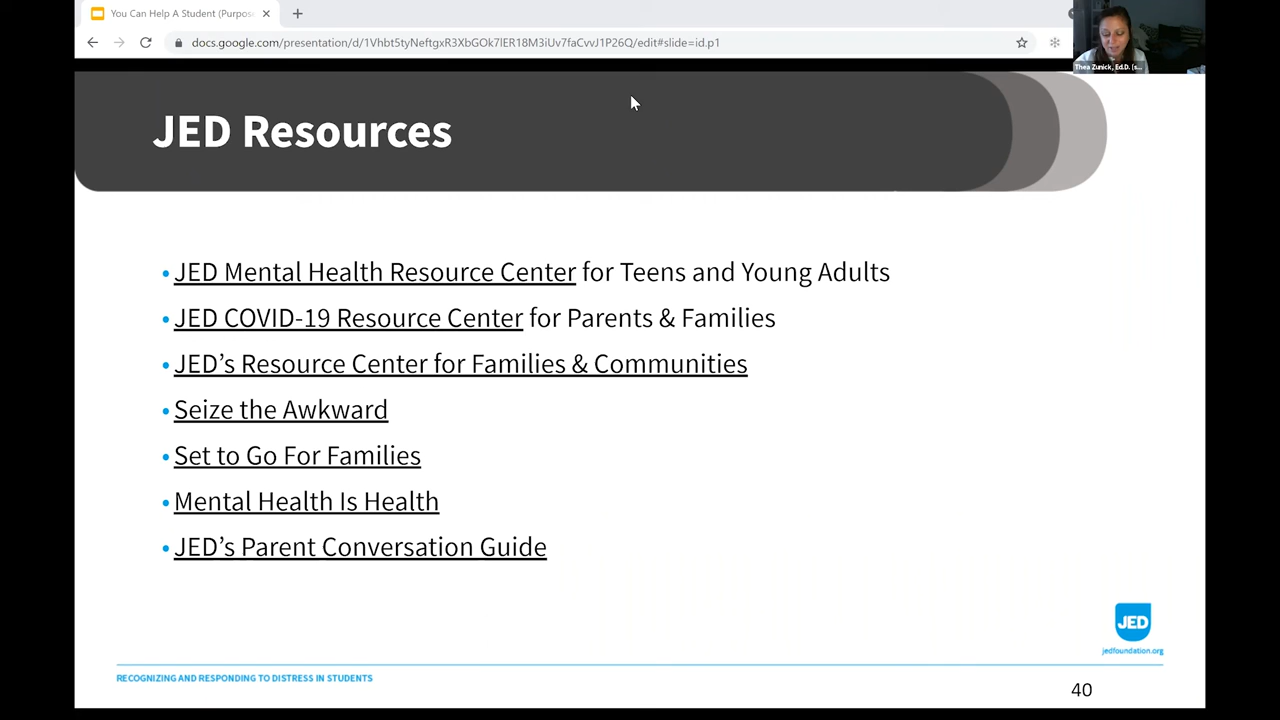 You Can Help A Student (Purpos
docs.google.com/presentation/d/1Vhbt5tyNeftgxR3XbGOk7lER18M3iUv7faCvvJ1P26Q/edit#slide=id.p1
Thea Zunick, Ed.D. (s...
JED Resources
• JED Mental Health Resource Center for Teens and Young Adults
• JED COVID-19 Resource Center for Parents & Families
• JED’s Resource Center for Families & Communities
• Seize the Awkward
• Set to Go For Families
• Mental Health Is Health
• JED’s Parent Conversation Guide
JED
jedfoundation.org
RECOGNIZING AND RESPONDING TO DISTRESS IN STUDENTS
40